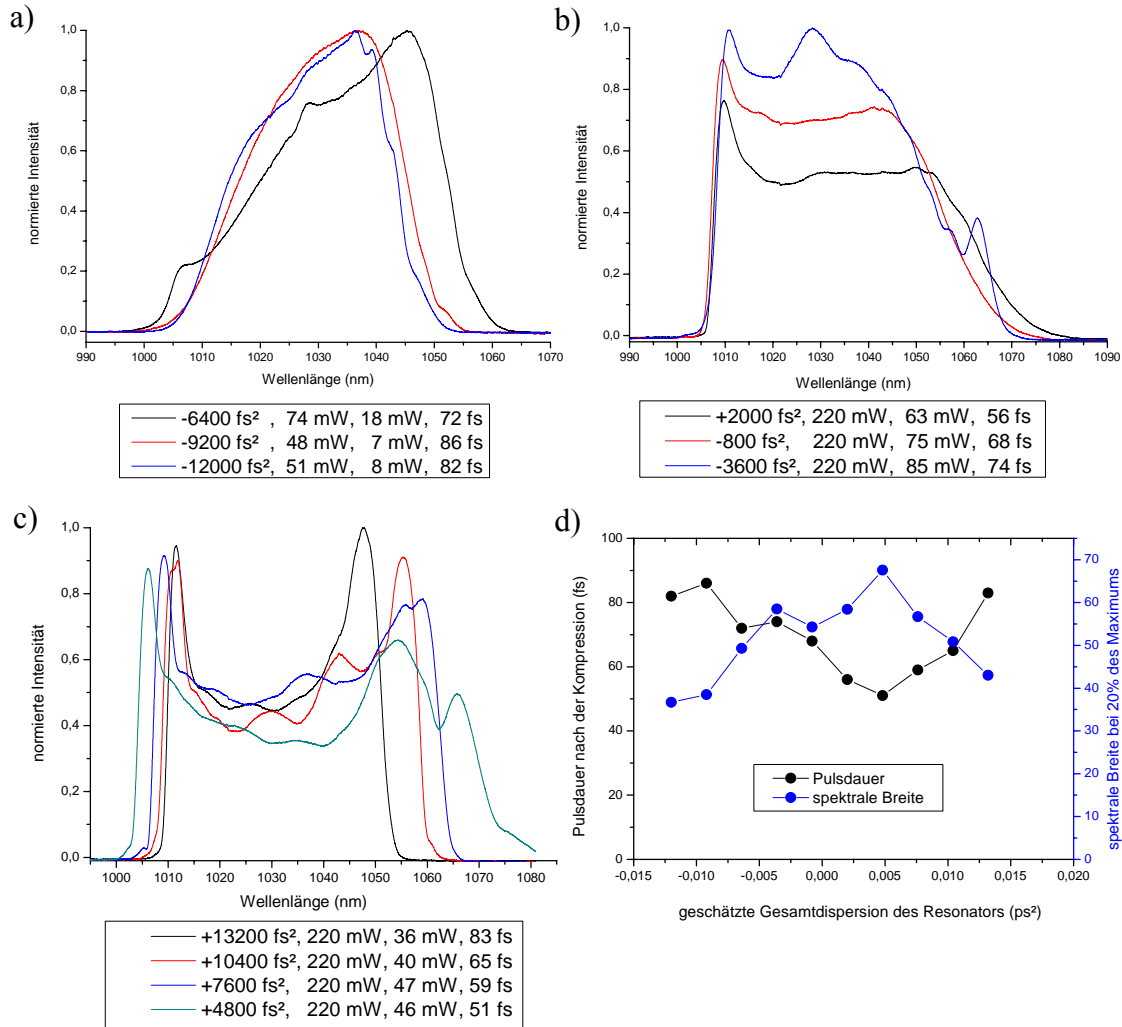 a)
1,0
0,8
0,6
0,4
0,2
0,0
normierte Intensität
990 1000 1010 1020 1030 1040 1050 1060 1070
Wellenlänge (nm)
-6400 fs² , 74 mW, 18 mW, 72 fs
-9200 fs² , 48 mW, 7 mW, 86 fs
-12000 fs² , 51 mW, 8 mW, 82 fs
b)
1,0
0,8
0,6
0,4
0,2
0,0
normierte Intensität
990 1000 1010 1020 1030 1040 1050 1060 1070 1080 1090
Wellenlänge (nm)
+2000 fs², 220 mW, 63 mW, 56 fs
-800 fs², 220 mW, 75 mW, 68 fs
-3600 fs², 220 mW, 85 mW, 74 fs
c)
1,0
0,8
0,6
0,4
0,2
0,0
normierte Intensität
1000 1010 1020 1030 1040 1050 1060 1070 1080
Wellenlänge (nm)
+13200 fs², 220 mW, 36 mW, 83 fs
+10400 fs², 220 mW, 40 mW, 65 fs
+7600 fs², 220 mW, 47 mW, 59 fs
+4800 fs², 220 mW, 46 mW, 51 fs
d)
100
80
60
40
20
0
Pulsdauer nach der Kompression (fs)
70
60
50
40
30
20
10
0
spektrale Breite bei 20% des Maximums
Pulsdauer
spektrale Breite
-0,015 -0,010 -0,005 0,000 0,005 0,010 0,015 0,020
geschätzte Gesamtdispersion des Resonators (ps²)